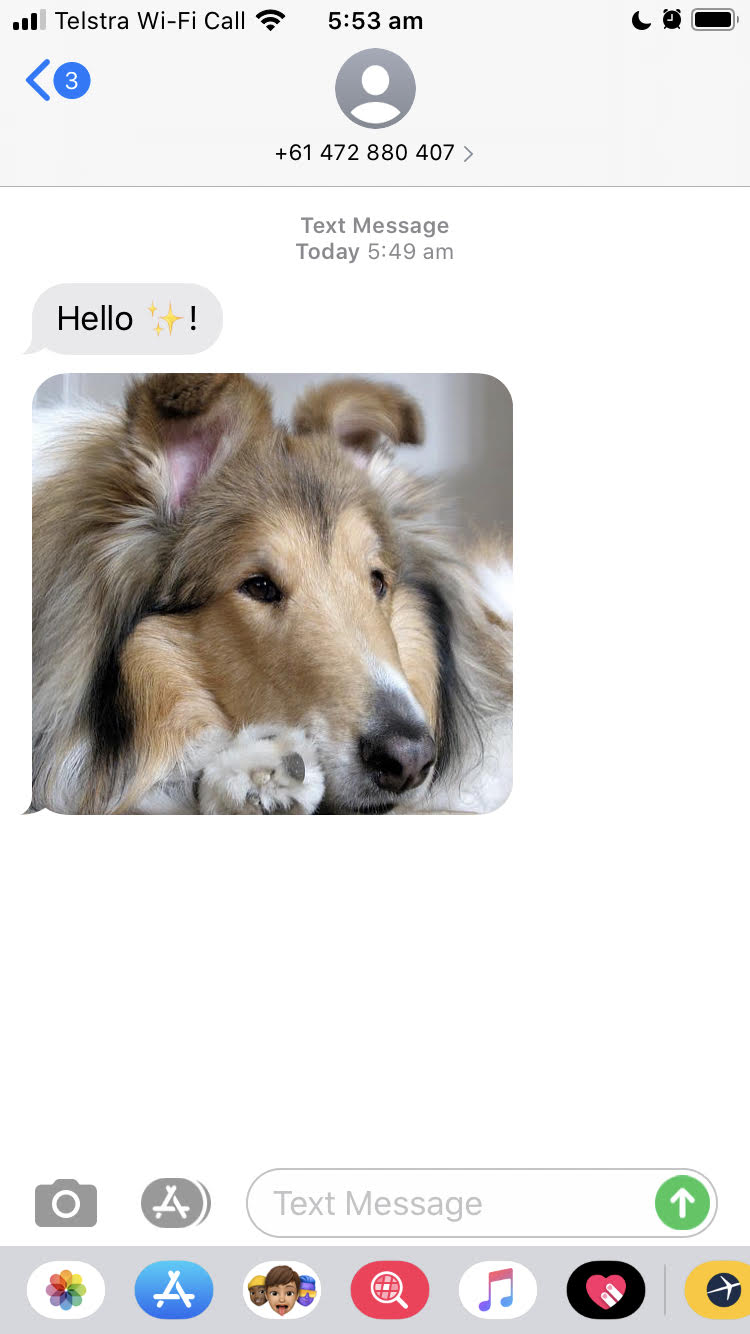 Telstra Wi-Fi Call 5:53 am
3
+61 472 880 407
Text Message
Today 5:49 am
Hello ✨!
Text Message